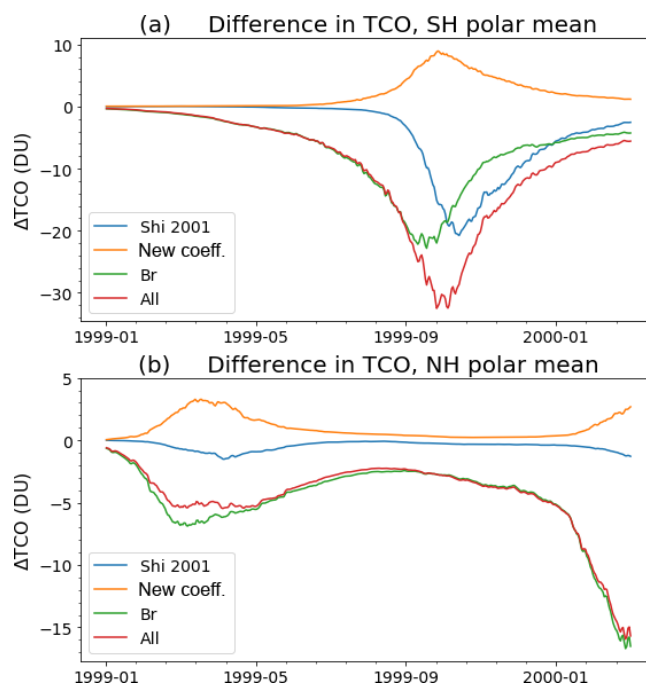 (a) Difference in TCO, SH polar mean
10
0
−10
−20
−30
ΔTCO (DU)
Shi 2001
New coeff.
Br
All
1999-01 1999-05 1999-09 2000-01
(b) Difference in TCO, NH polar mean
5
0
−5
−10
−15
ΔTCO (DU)
Shi 2001
New coeff.
Br
All
1999-01 1999-05 1999-09 2000-01